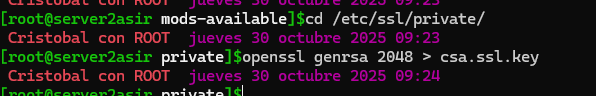 Cristobal con ROOT jueves 30 octubre 2025 09:23
[root@server2asir mods-available]$cd /etc/ssl/private/
Cristobal con ROOT jueves 30 octubre 2025 09:23
[root@server2asir private]$openssl genrsa 2048 > csa.ssl.key
Cristobal con ROOT jueves 30 octubre 2025 09:24
[root@server2asir private]$